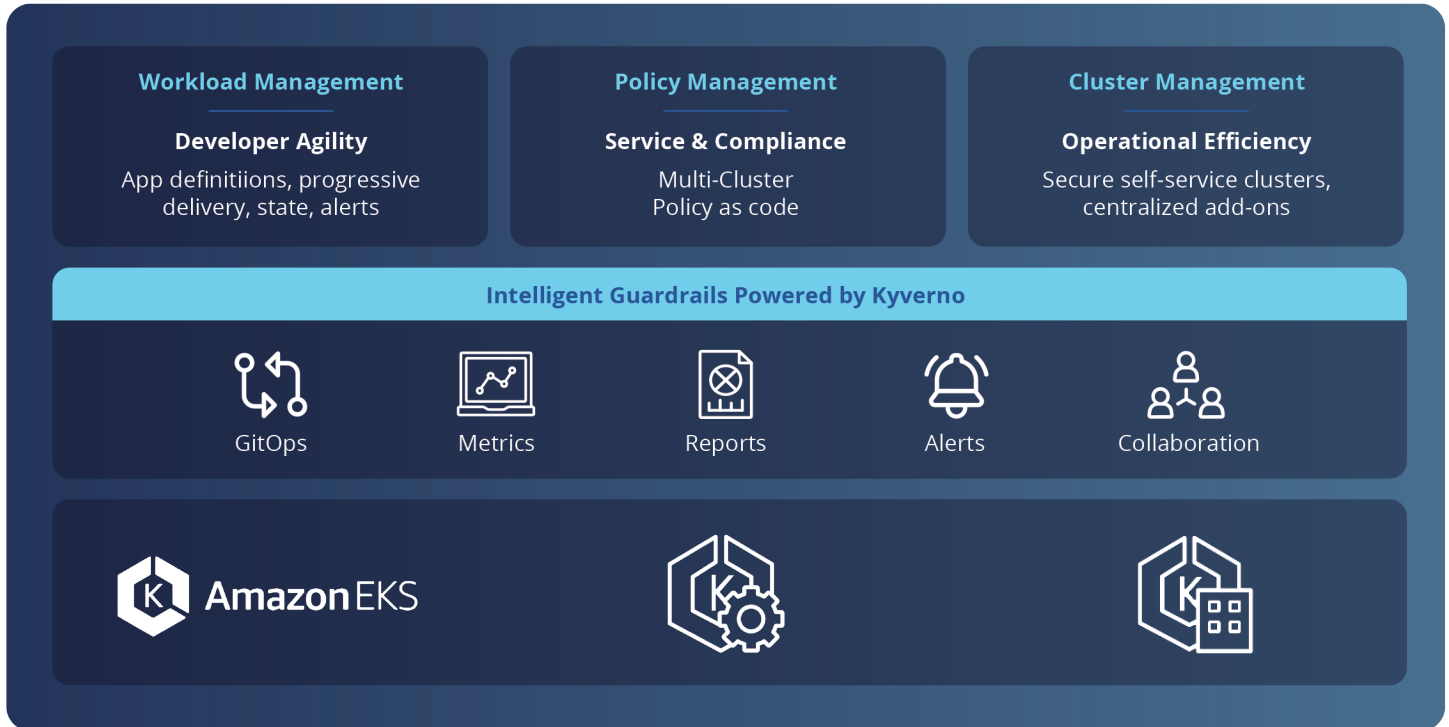 Workload Management
Developer Agility
App definitiions, progressive
delivery, state, alerts
Policy Management
Service & Compliance
Multi-Cluster
Policy as code
Cluster Management
Operational Efficiency
Secure self-service clusters,
centralized add-ons
Intelligent Guardrails Powered by Kyverno
GitOps
Metrics
Reports
Alerts
Collaboration
K Amazon EKS
K
K